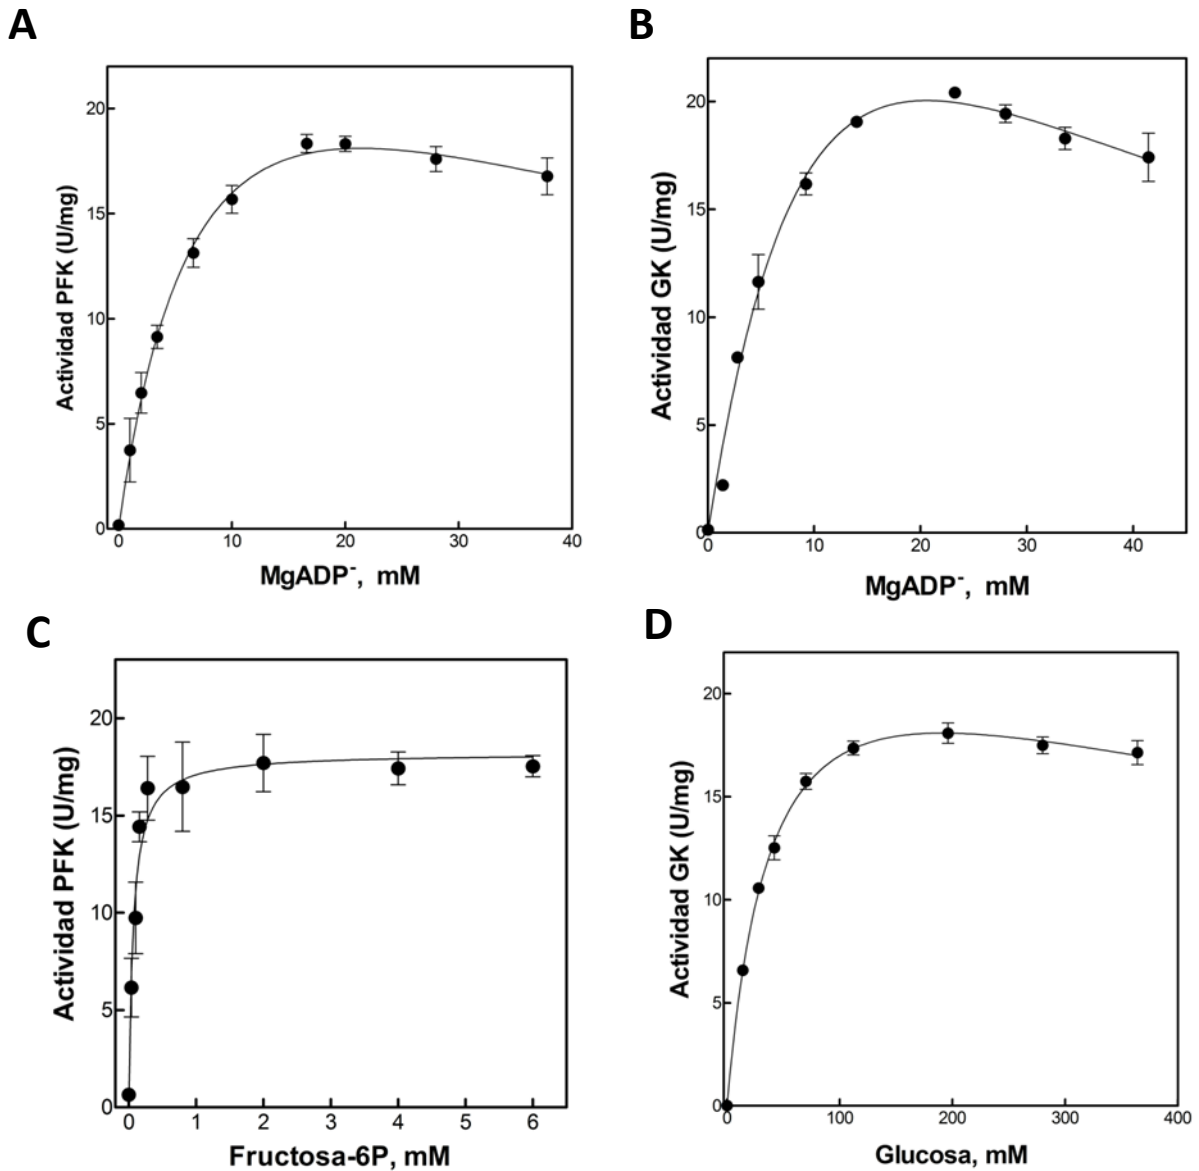 A
Actividad PFK (U/mg)
20
15
10
5
0
0 10 20 30 40
MgADP⁻, mM
B
Actividad GK (U/mg)
20
15
10
5
0
0 10 20 30 40
MgADP⁻, mM
C
Actividad PFK (U/mg)
20
15
10
5
0
0 1 2 3 4 5 6
Fructosa-6P, mM
D
Actividad GK (U/mg)
20
15
10
5
0
0 100 200 300 400
Glucosa, mM